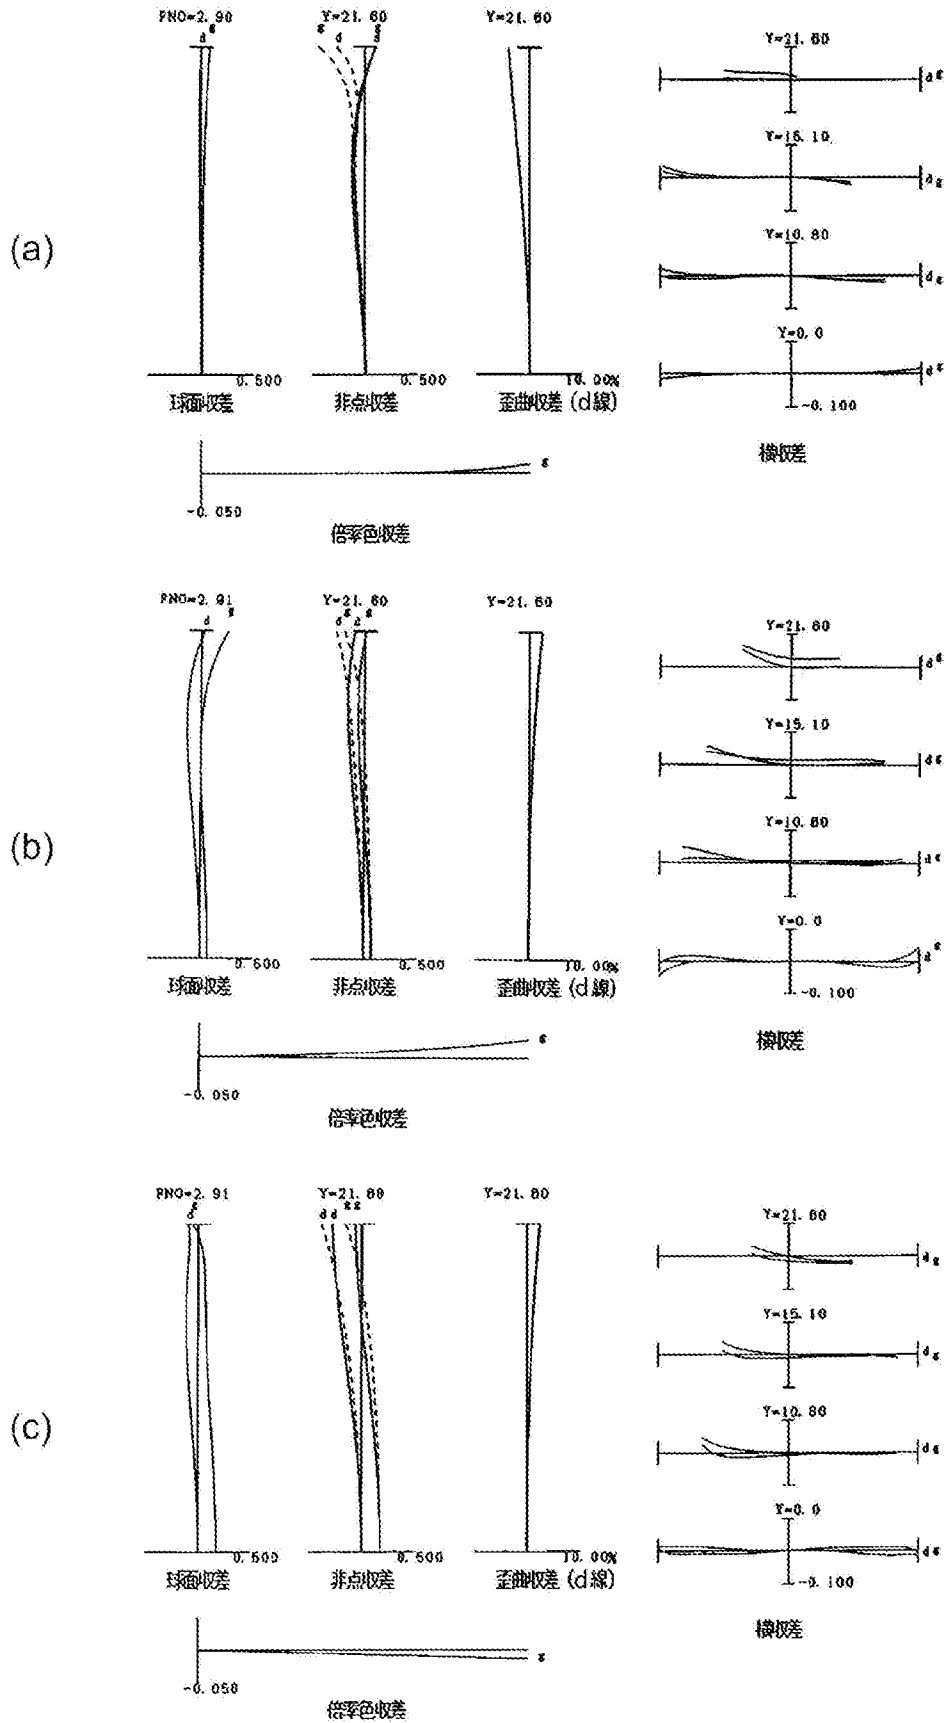 (a)
FNO=2.90
d g
0.500
球面収差
Y=21.60
g d g
0.500
非点収差
Y=21.60
10.00%
歪曲収差(d線)
Y=21.60
d g
Y=15.10
d g
Y=10.80
d g
Y=0.0
d g
-0.100
横収差
g
-0.050
倍率色収差
(b)
FNO=2.91
d g
0.500
球面収差
Y=21.60
d g d g
0.500
非点収差
Y=21.60
10.00%
歪曲収差(d線)
Y=21.60
d g
Y=15.10
d g
Y=10.80
d g
Y=0.0
d g
-0.100
横収差
g
-0.050
倍率色収差
(c)
FNO=2.91
d g
0.500
球面収差
Y=21.60
d d g g
0.500
非点収差
Y=21.60
10.00%
歪曲収差(d線)
Y=21.60
d g
Y=15.10
d g
Y=10.80
d g
Y=0.0
d g
-0.100
横収差
g
-0.050
倍率色収差